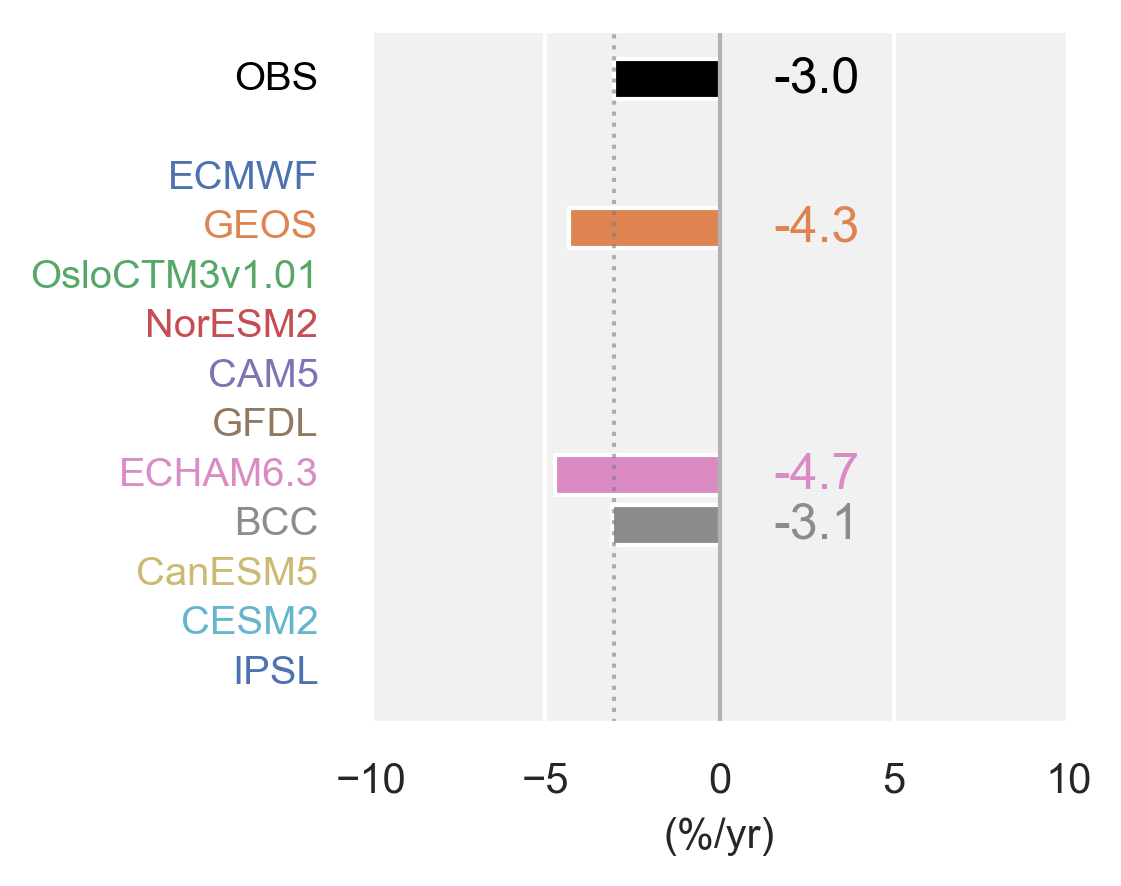 OBS -3.0
ECMWF
GEOS -4.3
OsloCTM3v1.01
NorESM2
CAM5
GFDL
ECHAM6.3 -4.7
BCC -3.1
CanESM5
CESM2
IPSL
−10 −5 0 5 10
(%/yr)